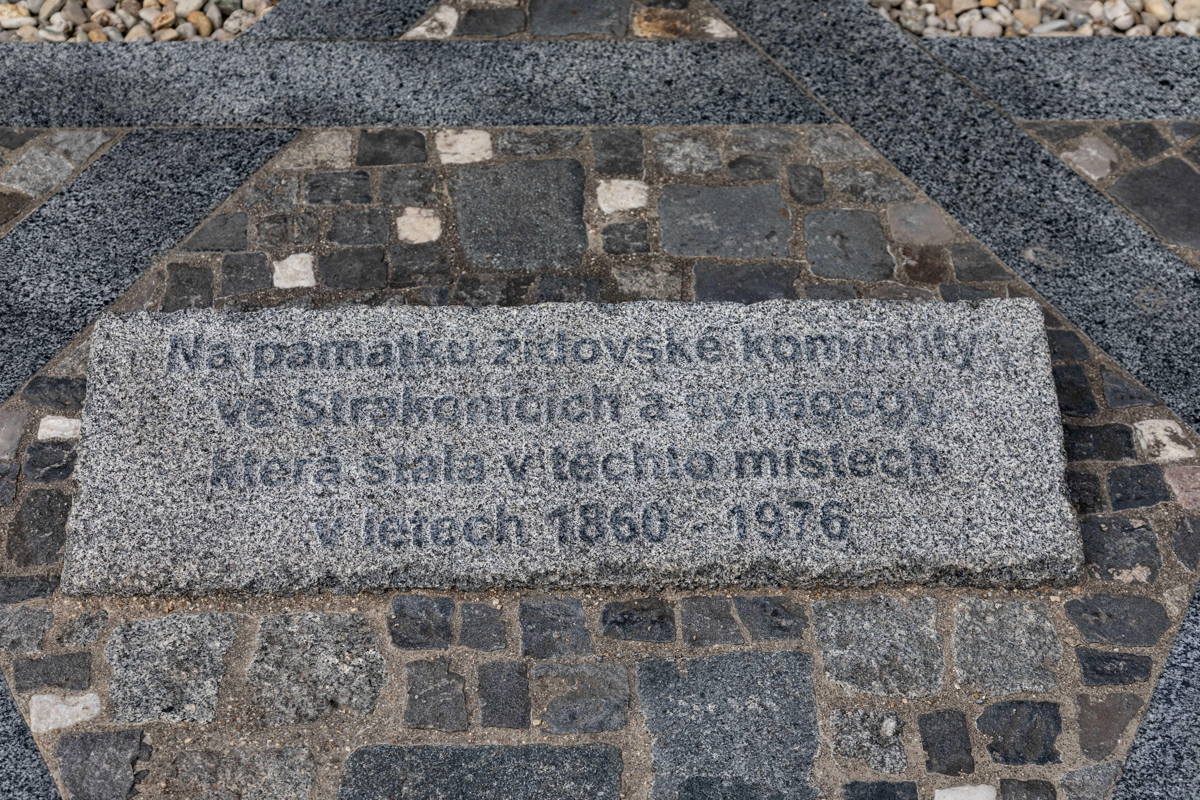 Na památku židovské komunity
ve Strakonicích a synagogy,
která stála v těchto místech
v letech 1860 - 1976